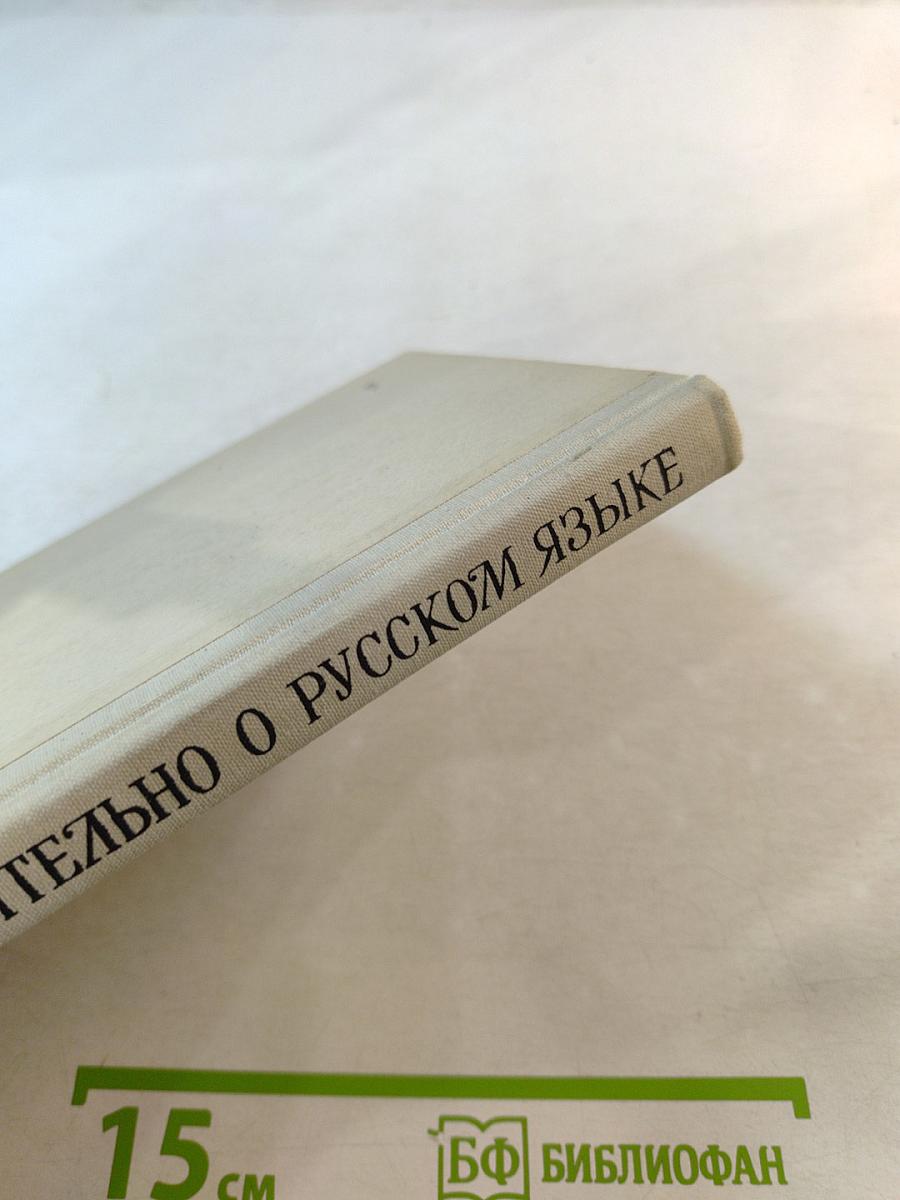 ТЕЛЬНО О РУССКОМ ЯЗЫКЕ
15 см
БФ БИБЛИОФАН